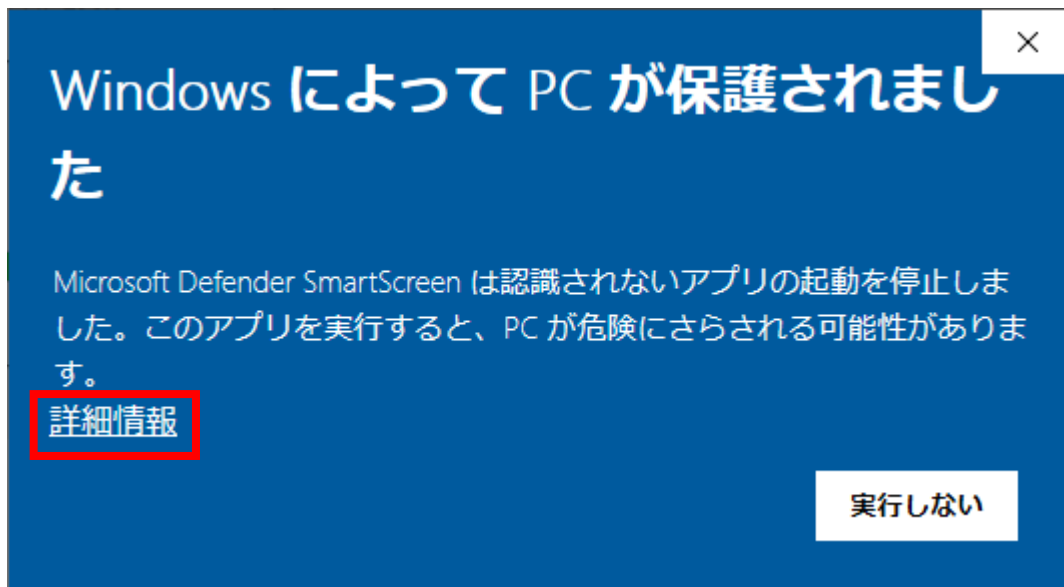 Windows によって PC が保護されまし
た
Microsoft Defender SmartScreen は認識されないアプリの起動を停止しま
した。このアプリを実行すると、PC が危険にさらされる可能性がありま
す。
詳細情報
実行しない